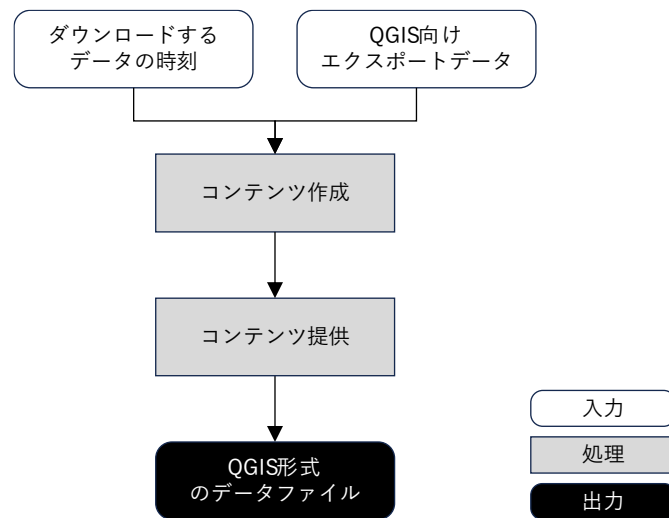 ダウンロードする
データの時刻
QGIS向け
エクスポートデータ
コンテンツ作成
コンテンツ提供
QGIS形式
のデータファイル
入力
処理
出力